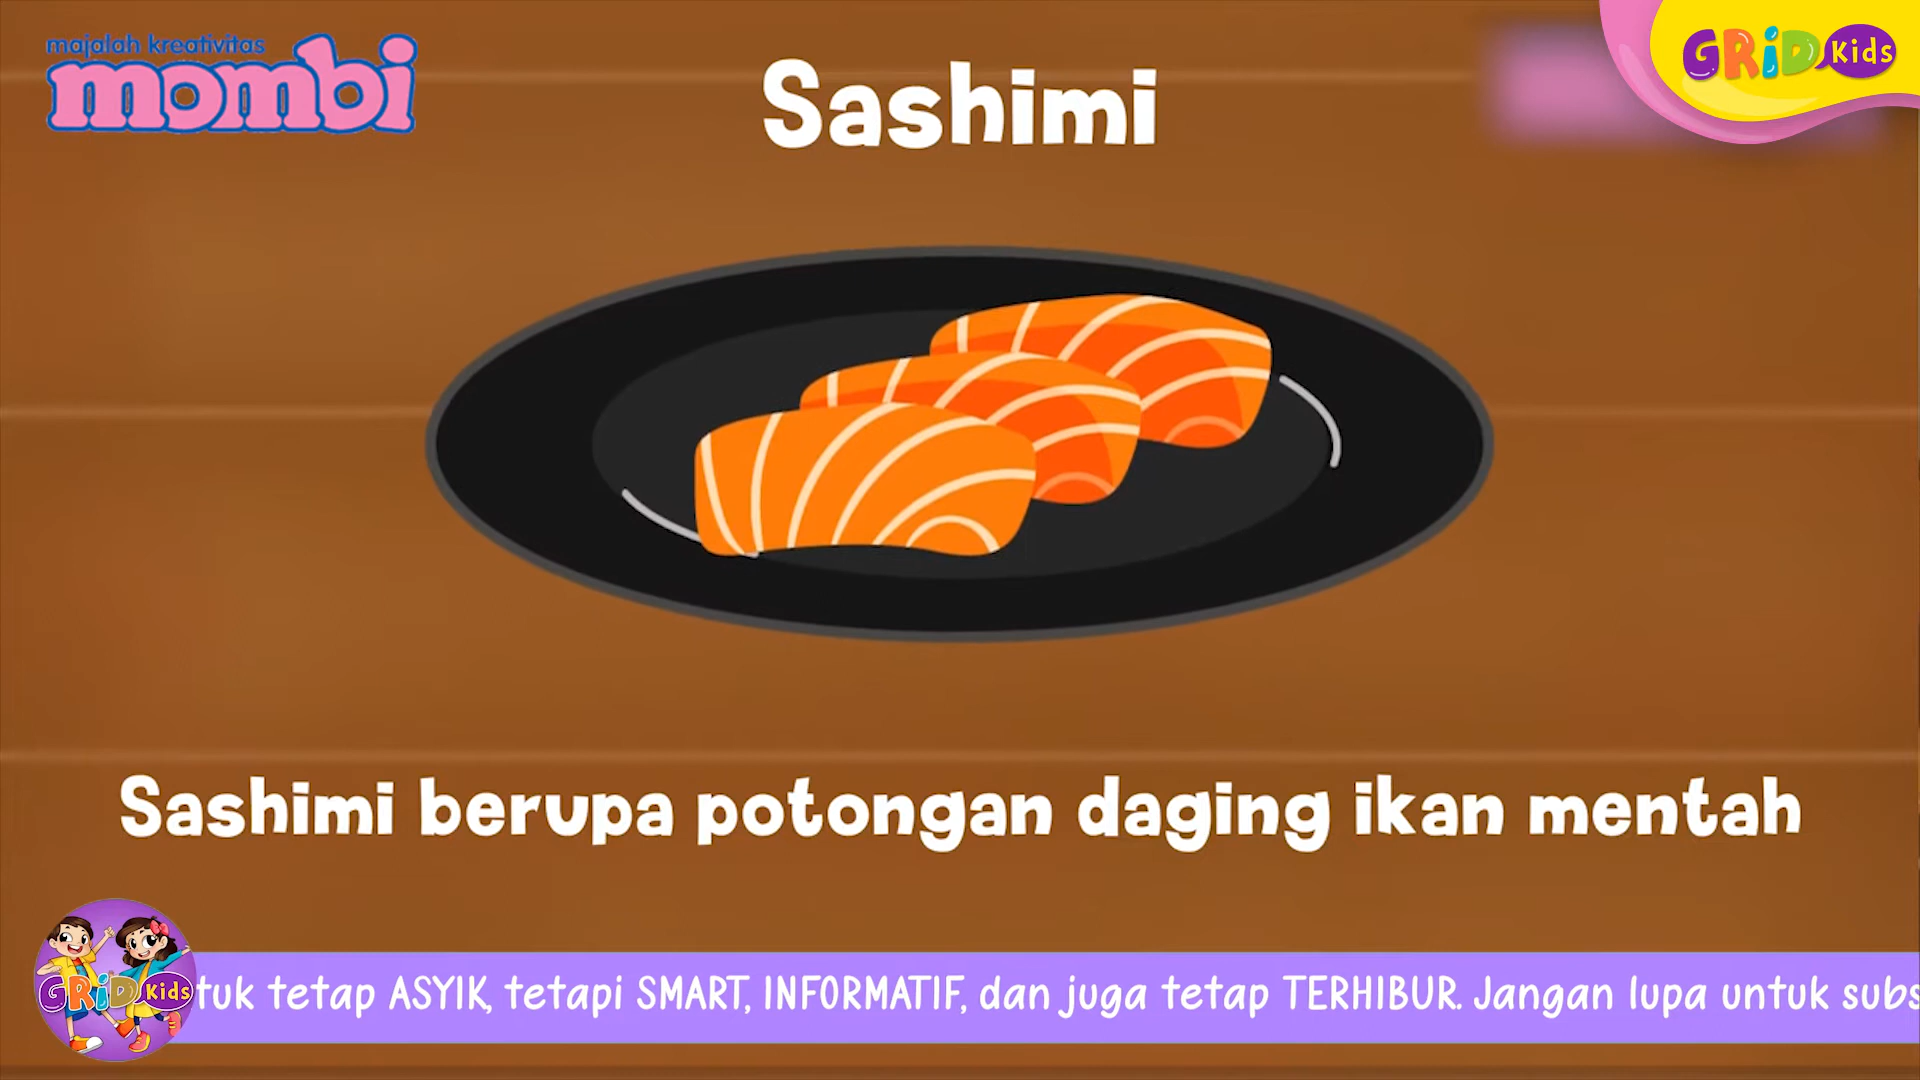 majalah kreativitas
mombi
GRiD Kids
Sashimi
Sashimi berupa potongan daging ikan mentah
GRiD Kids
tuk tetap ASYIK, tetapi SMART, INFORMATIF, dan juga tetap TERHIBUR. Jangan lupa untuk subs